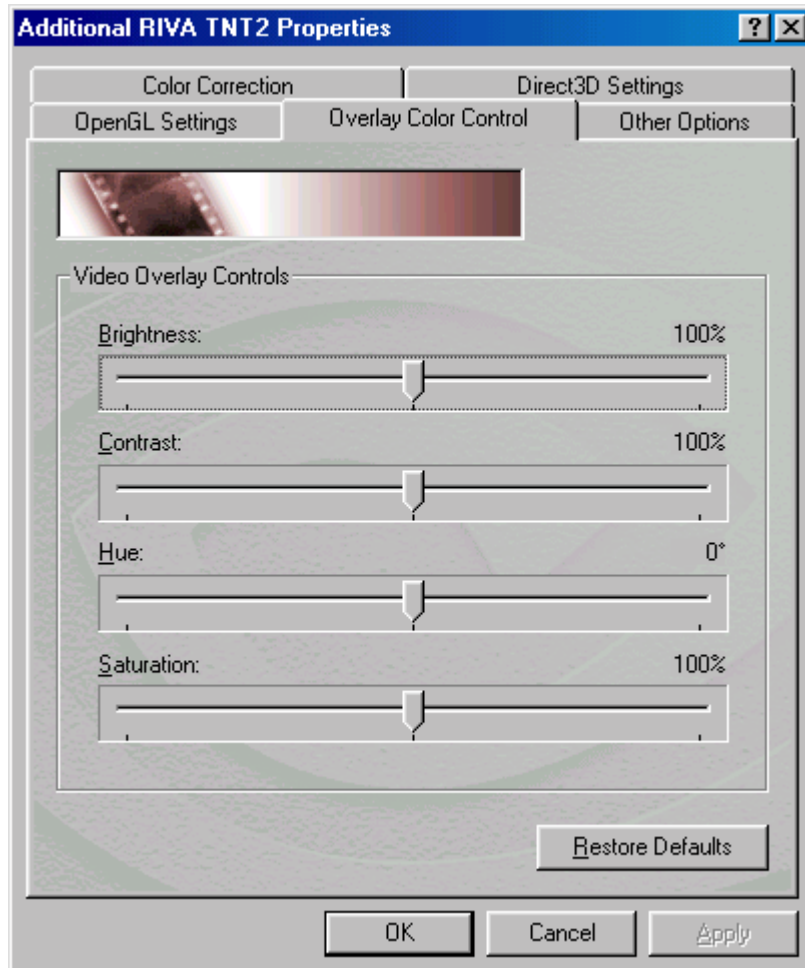 Additional RIVA TNT2 Properties
Color Correction
Direct3D Settings
OpenGL Settings
Overlay Color Control
Other Options
Video Overlay Controls
Brightness: 100%
Contrast: 100%
Hue: 0°
Saturation: 100%
Restore Defaults
OK
Cancel
Apply